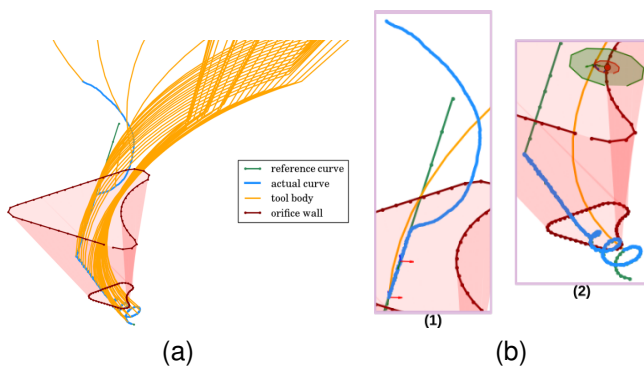 reference curve
actual curve
tool body
orifice wall
(1)
(2)
(a)
(b)